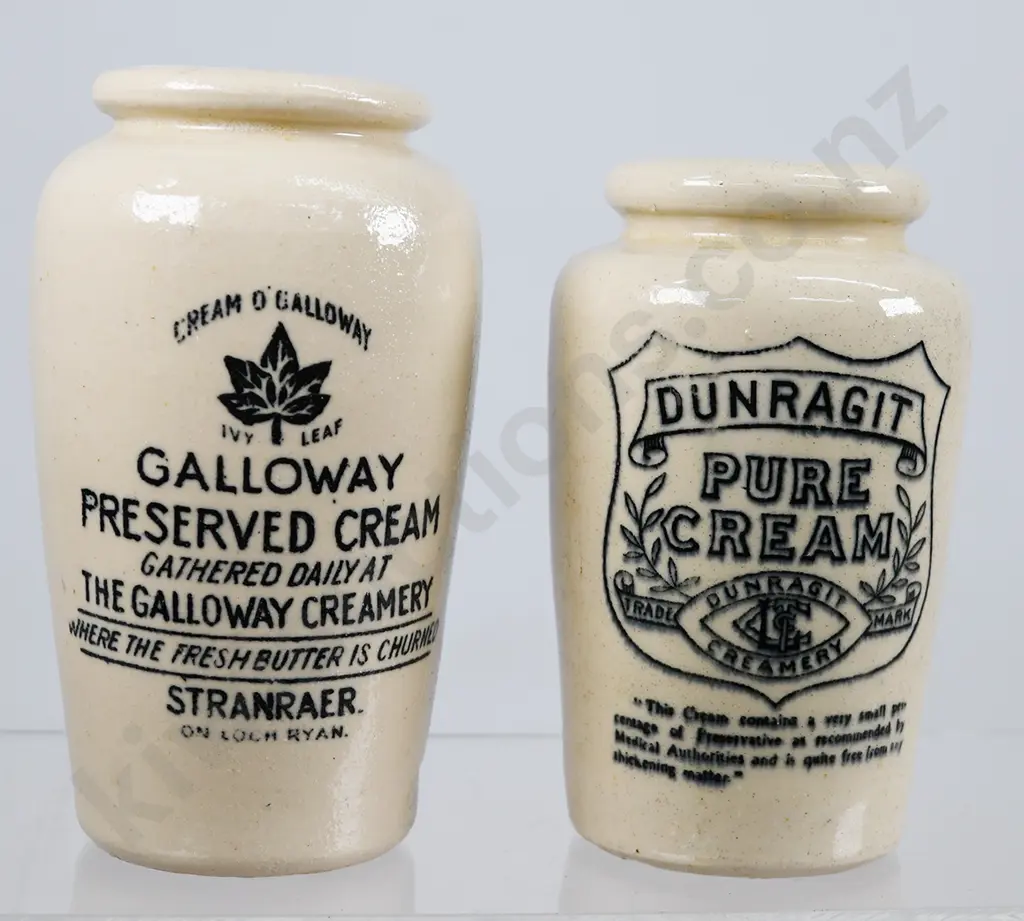 CREAM O' GALLOWAY
IVY LEAF
GALLOWAY
PRESERVED CREAM
GATHERED DAILY AT
THE GALLOWAY CREAMERY
WHERE THE FRESH BUTTER IS CHURNED
STRANRAER.
ON LOCH RYAN.
DUNRAGIT
PURE
CREAM
TRADE MARK
DUNRAGIT
CREAMERY
"This Cream contains a very small per
centage of Preservative as recommended by
Medical Authorities and is quite free from any
thickening matter."